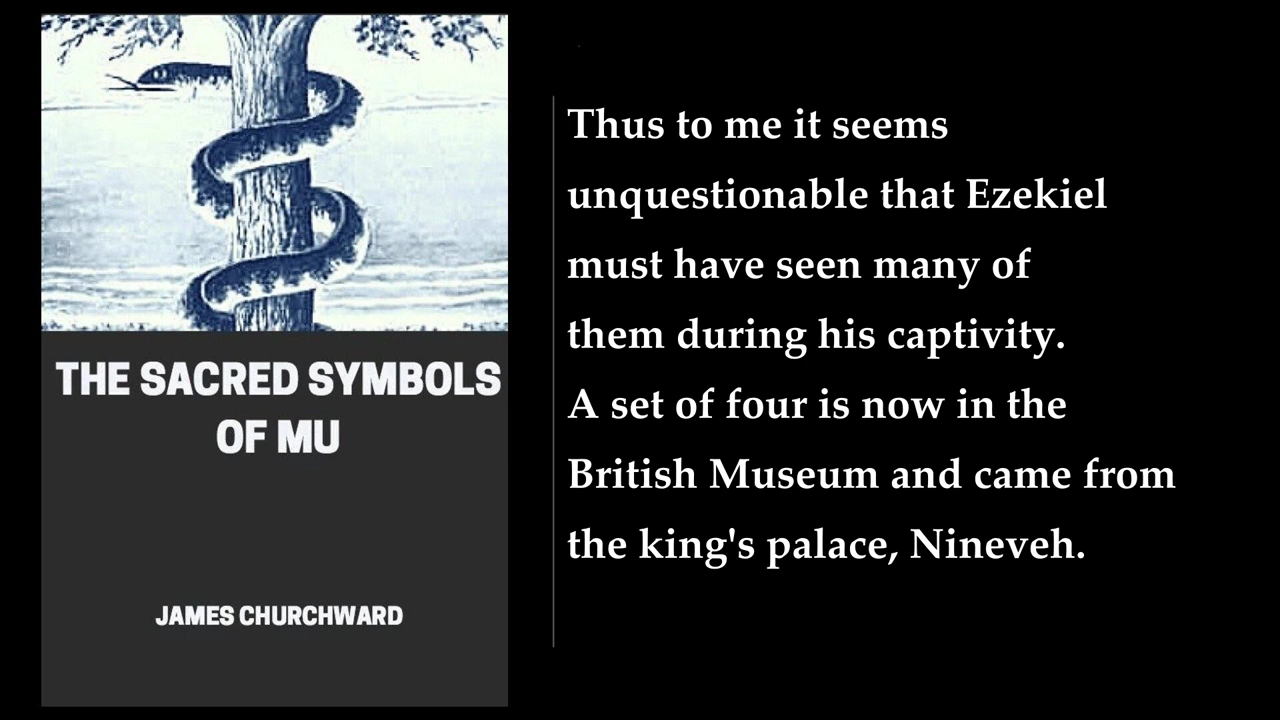 THE SACRED SYMBOLS
OF MU
JAMES CHURCHWARD
Thus to me it seems
unquestionable that Ezekiel
must have seen many of
them during his captivity.
A set of four is now in the
British Museum and came from
the king's palace, Nineveh.